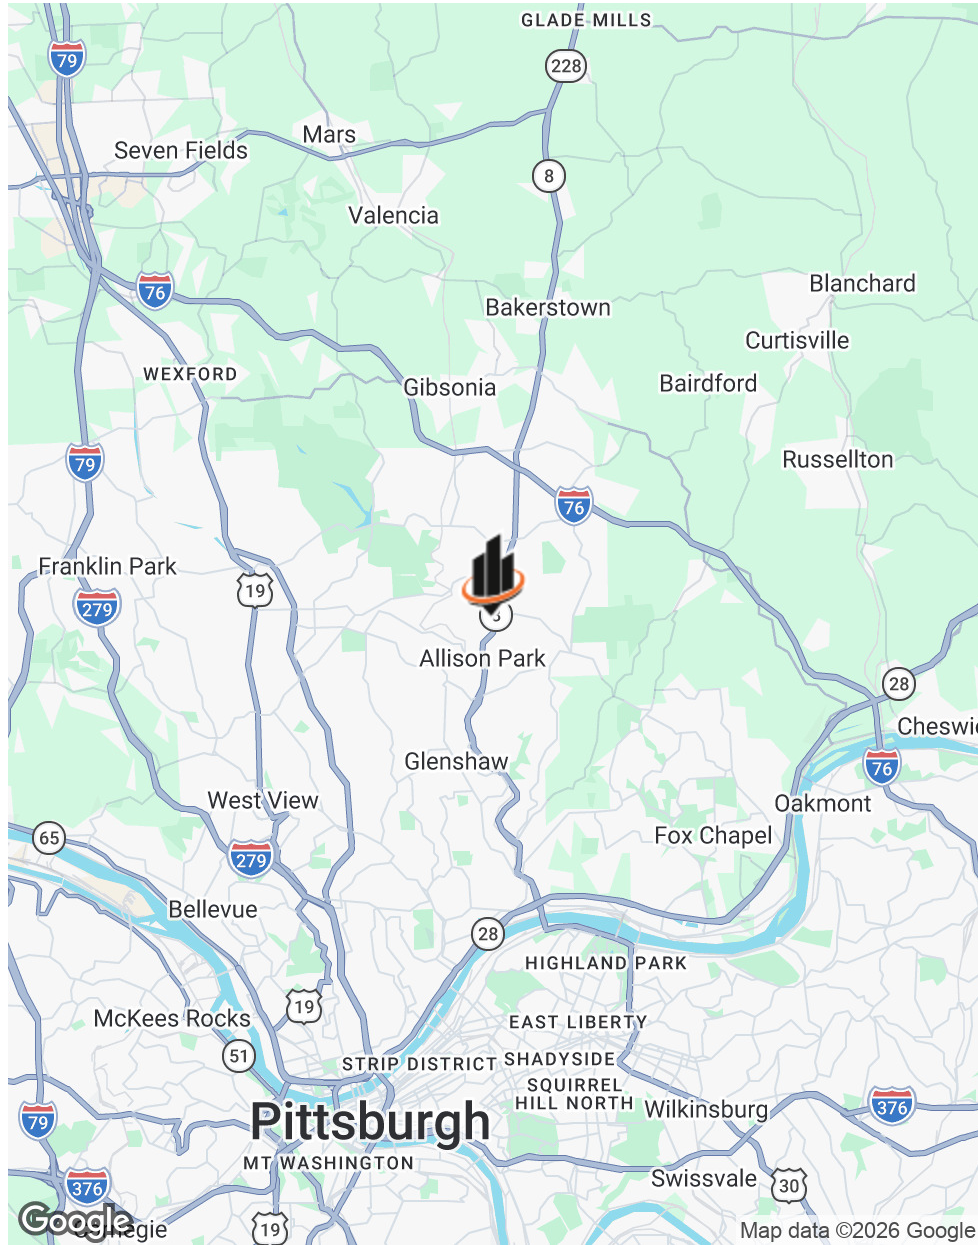 GLADE MILLS
79
228
Mars
Seven Fields
8
Valencia
76
Blanchard
Bakerstown
Curtisville
WEXFORD
Gibsonia
Bairdford
79
Russellton
76
Franklin Park
19
279
Allison Park
28
Cheswic
Glenshaw
76
West View
Oakmont
65
Fox Chapel
279
Bellevue
28
HIGHLAND PARK
19
McKees Rocks
EAST LIBERTY
51
STRIP DISTRICT
SHADYSIDE
SQUIRREL
HILL NORTH
Wilkinsburg
376
79
Pittsburgh
MT WASHINGTON
Swissvale
376
30
Google
Carnegie
19
Map data ©2026 Google